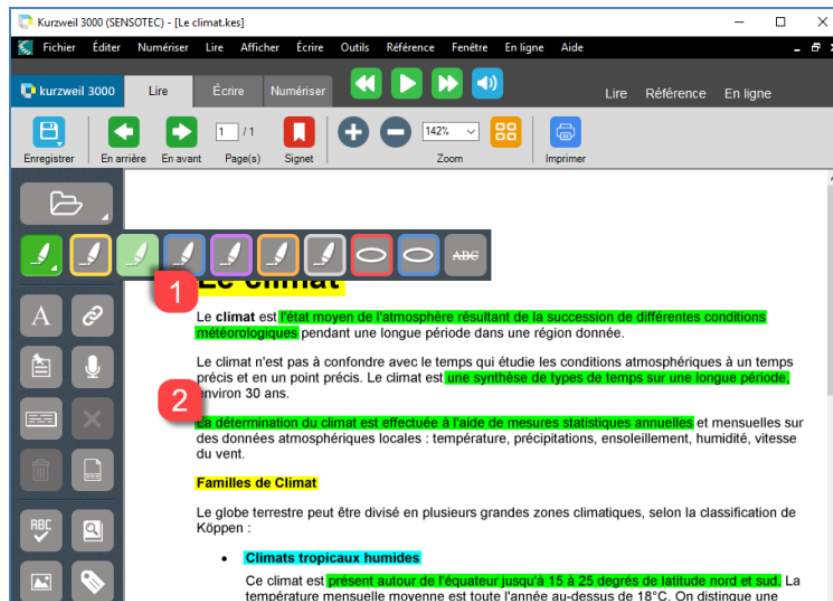 Kurzweil 3000 (SENSOTEC) - [Le climat.kes]
Fichier Éditer Numériser Lire Afficher Écrire Outils Référence Fenêtre En ligne Aide
kurzweil 3000 Lire Écrire Numériser Lire Référence En ligne
1 / 1 142%
Enregistrer En arrière En avant Page(s) Signet Zoom Imprimer
ABC
1
Le climat
A
Le climat est l'état moyen de l'atmosphère résultant de la succession de différentes conditions
météorologiques pendant une longue période dans une région donnée.
Le climat n'est pas à confondre avec le temps qui étudie les conditions atmosphériques à un temps
précis et en un point précis. Le climat est une synthèse de types de temps sur une longue période,
environ 30 ans.
2
La détermination du climat est effectuée à l'aide de mesures statistiques annuelles et mensuelles sur
des données atmosphériques locales : température, précipitations, ensoleillement, humidité, vitesse
du vent.
Familles de Climat
Le globe terrestre peut être divisé en plusieurs grandes zones climatiques, selon la classification de
Köppen :
ABC
• Climats tropicaux humides
Ce climat est présent autour de l'équateur jusqu'à 15 à 25 degrés de latitude nord et sud. La
température mensuelle moyenne est toute l'année au-dessus de 18°C. On distingue une